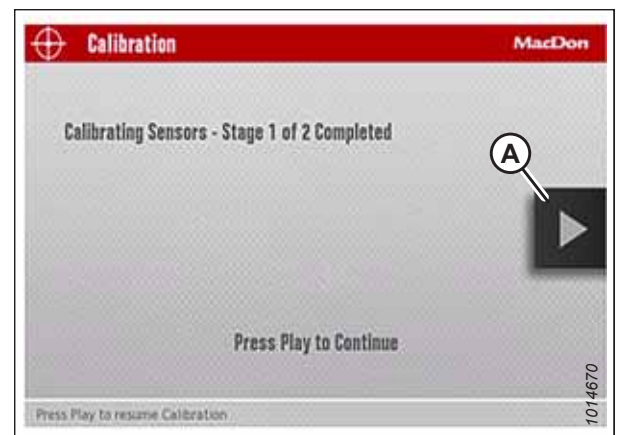 Calibration
MacDon
Calibrating Sensors - Stage 1 of 2 Completed
A
Press Play to Continue
Press Play to resume Calibration
1014670